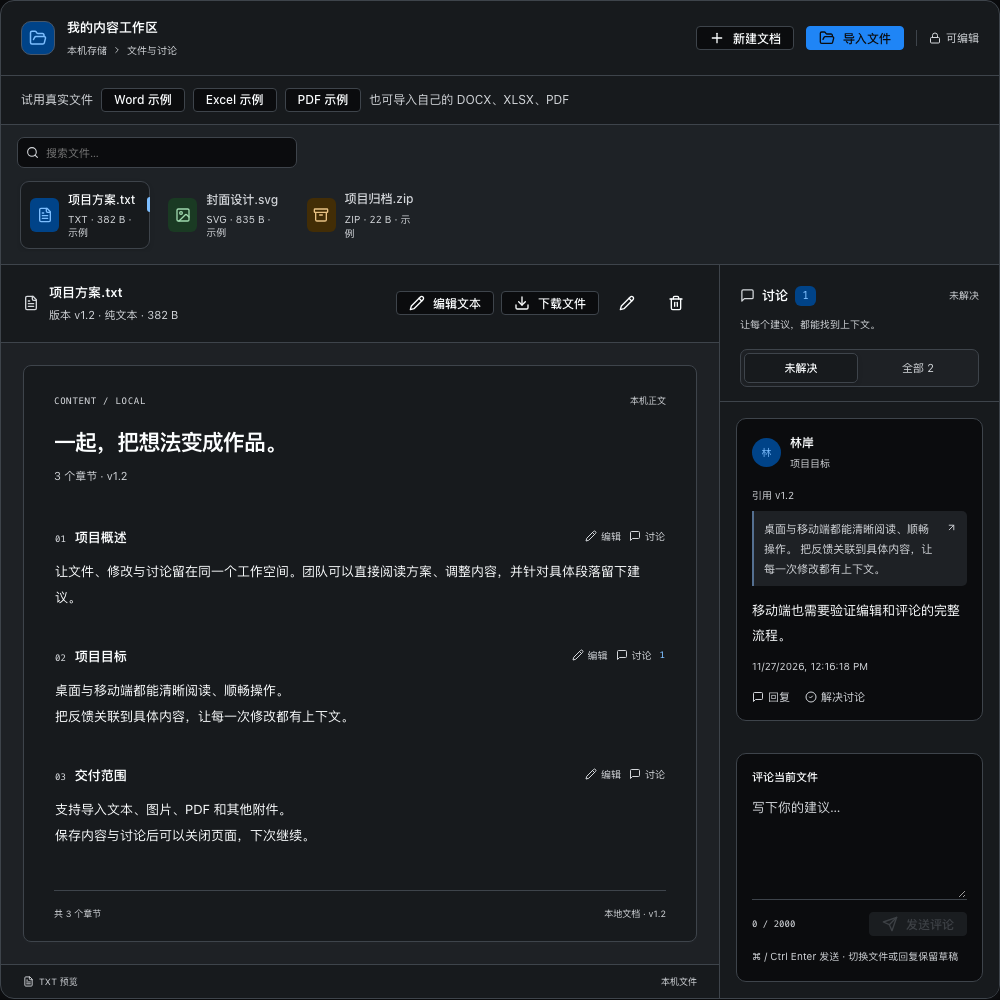 我的内容工作区
本机存储 › 文件与讨论
新建文档
导入文件
可编辑
试用真实文件
Word 示例
Excel 示例
PDF 示例
也可导入自己的 DOCX、XLSX、PDF
搜索文件...
项目方案.txt
TXT · 382 B ·
示例
封面设计.svg
SVG · 835 B ·
示例
项目归档.zip
ZIP · 22 B · 示
例
项目方案.txt
版本 v1.2 · 纯文本 · 382 B
编辑文本
下载文件
CONTENT / LOCAL
本机正文
一起，把想法变成作品。
3 个章节 · v1.2
01 项目概述
编辑
讨论
让文件、修改与讨论留在同一个工作空间。团队可以直接阅读方案、调整内容，并针对具体段落留下建
议。
02 项目目标
编辑
讨论 1
桌面与移动端都能清晰阅读、顺畅操作。
把反馈关联到具体内容，让每一次修改都有上下文。
03 交付范围
编辑
讨论
支持导入文本、图片、PDF 和其他附件。
保存内容与讨论后可以关闭页面，下次继续。
共 3 个章节
本地文档 · v1.2
TXT 预览
本机文件
讨论 1
未解决
让每个建议，都能找到上下文。
未解决
全部 2
林
林岸
项目目标
引用 v1.2
桌面与移动端都能清晰阅读、顺畅
操作。 把反馈关联到具体内容，让
每一次修改都有上下文。
移动端也需要验证编辑和评论的完整
流程。
11/27/2026, 12:16:18 PM
回复
解决讨论
评论当前文件
写下你的建议...
0 / 2000
发送评论
⌘ / Ctrl Enter 发送 · 切换文件或回复保留草稿